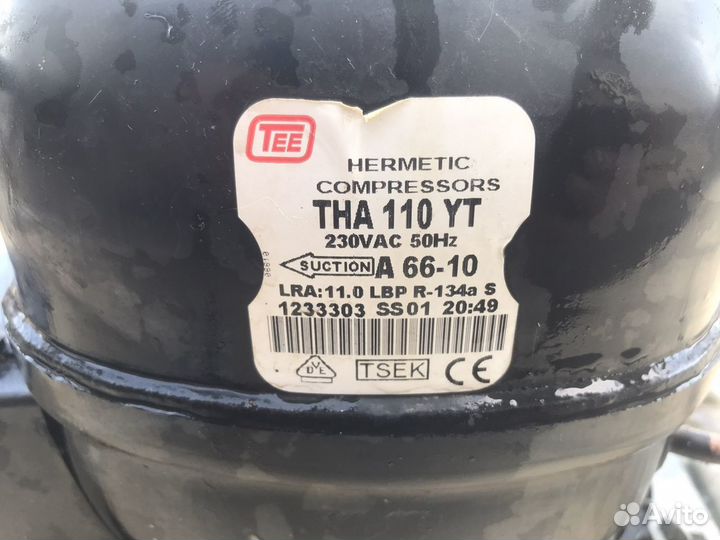 TEE
HERMETIC
COMPRESSORS
THA 110 YT
230VAC 50Hz
SUCTION A 66-10
LRA:11.0 LBP R-134a S
1233303 SS01 20:49
DVE
TSEK CE
Avito